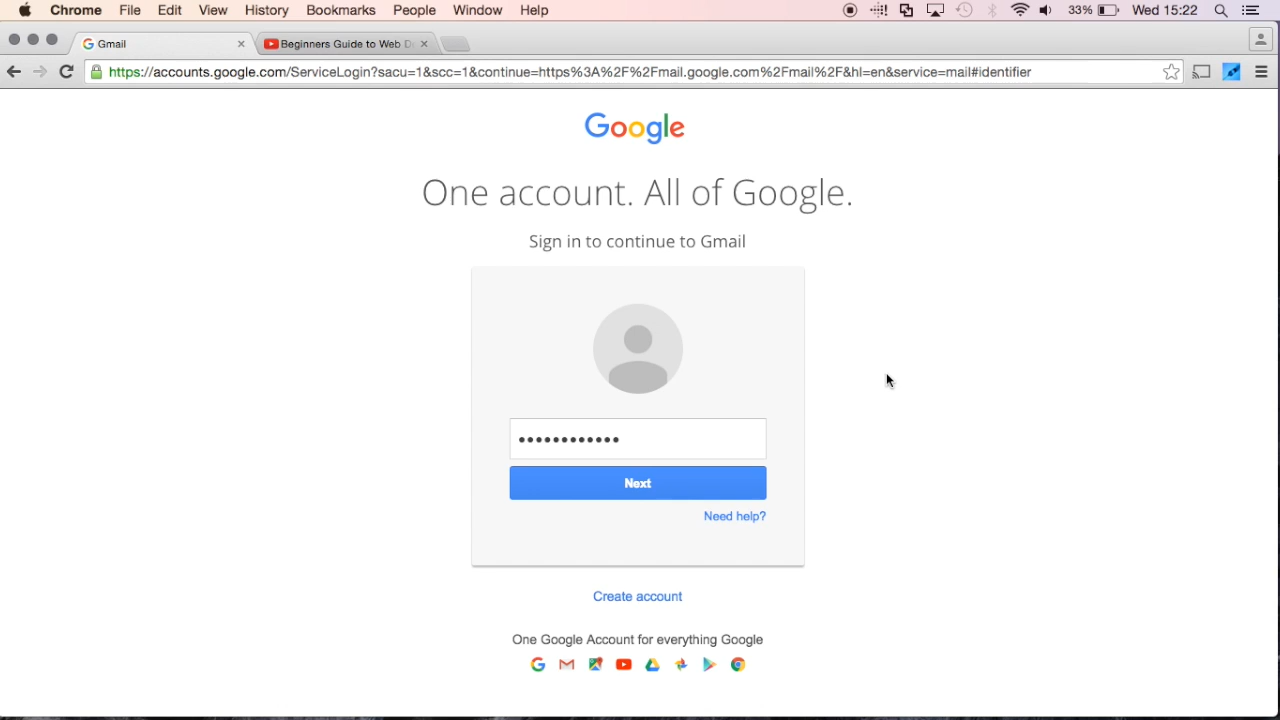 Chrome File Edit View History Bookmarks People Window Help 33% Wed 15:22
Gmail Beginners Guide to Web D
https://accounts.google.com/ServiceLogin?sacu=1&scc=1&continue=https%3A%2F%2Fmail.google.com%2Fmail%2F&hl=en&service=mail#identifier
Google
One account. All of Google.
Sign in to continue to Gmail
••••••••••••
Next
Need help?
Create account
One Google Account for everything Google